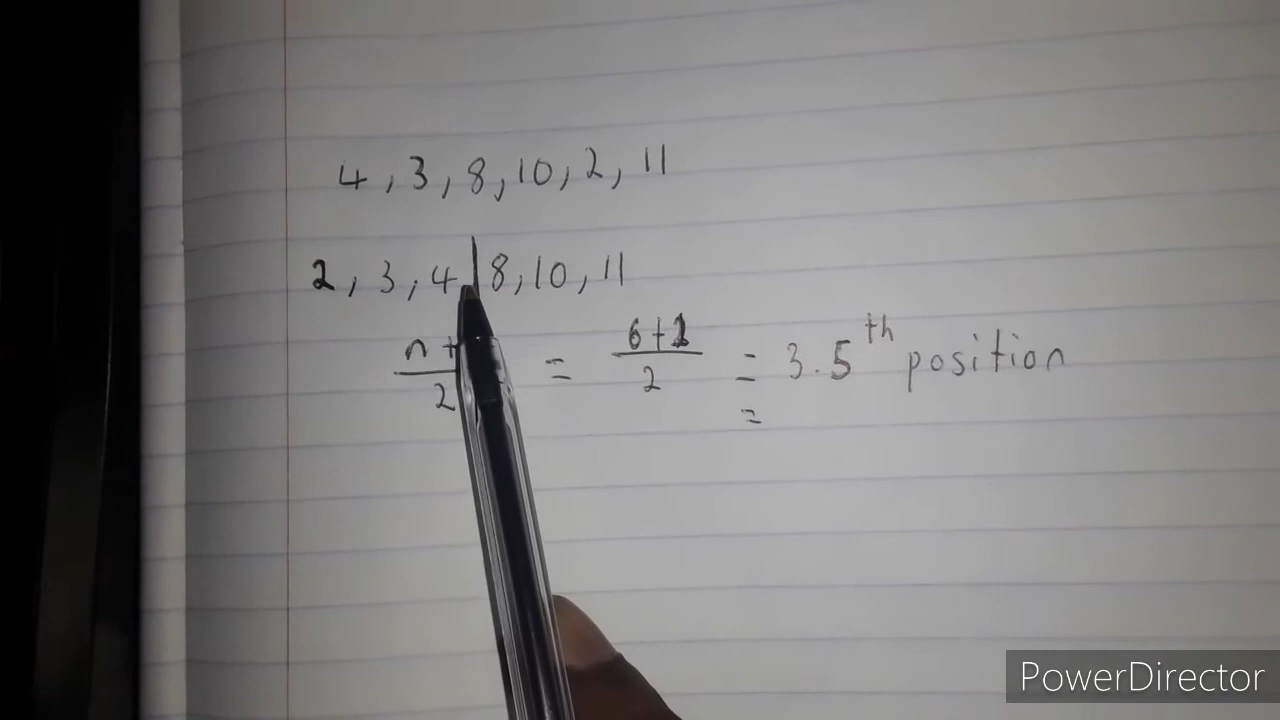 4, 3, 8, 10, 2, 11
2, 3, 4 | 8, 10, 11
n+ / 2 = 6+1 / 2 = 3.5th position
=
PowerDirector